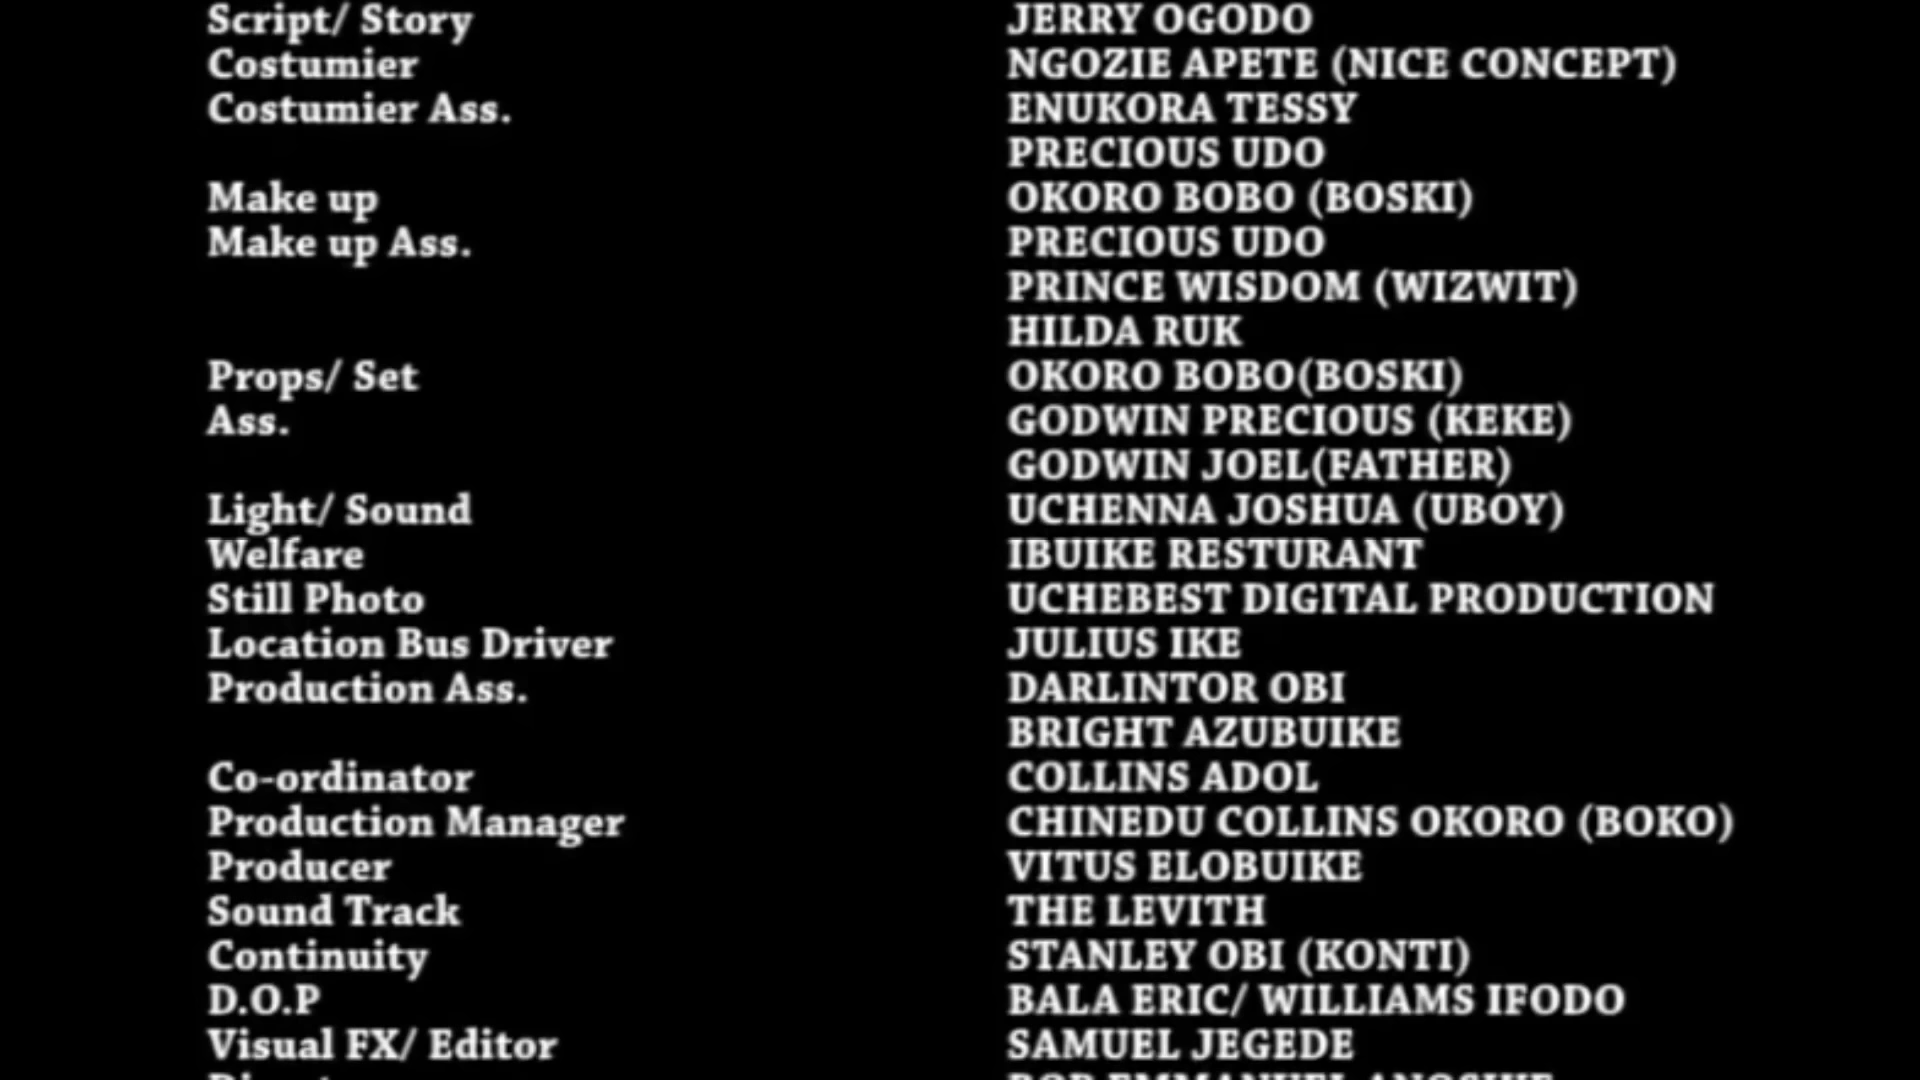 Script/ Story JERRY OGODO
Costumier NGOZIE APETE (NICE CONCEPT)
Costumier Ass. ENUKORA TESSY
PRECIOUS UDO
Make up OKORO BOBO (BOSKI)
Make up Ass. PRECIOUS UDO
PRINCE WISDOM (WIZWIT)
HILDA RUK
Props/ Set OKORO BOBO(BOSKI)
Ass. GODWIN PRECIOUS (KEKE)
GODWIN JOEL(FATHER)
Light/ Sound UCHENNA JOSHUA (UBOY)
Welfare IBUIKE RESTURANT
Still Photo UCHEBEST DIGITAL PRODUCTION
Location Bus Driver JULIUS IKE
Production Ass. DARLINTOR OBI
BRIGHT AZUBUIKE
Co-ordinator COLLINS ADOL
Production Manager CHINEDU COLLINS OKORO (BOKO)
Producer VITUS ELOBUIKE
Sound Track THE LEVITH
Continuity STANLEY OBI (KONTI)
D.O.P BALA ERIC/ WILLIAMS IFODO
Visual FX/ Editor SAMUEL JEGEDE